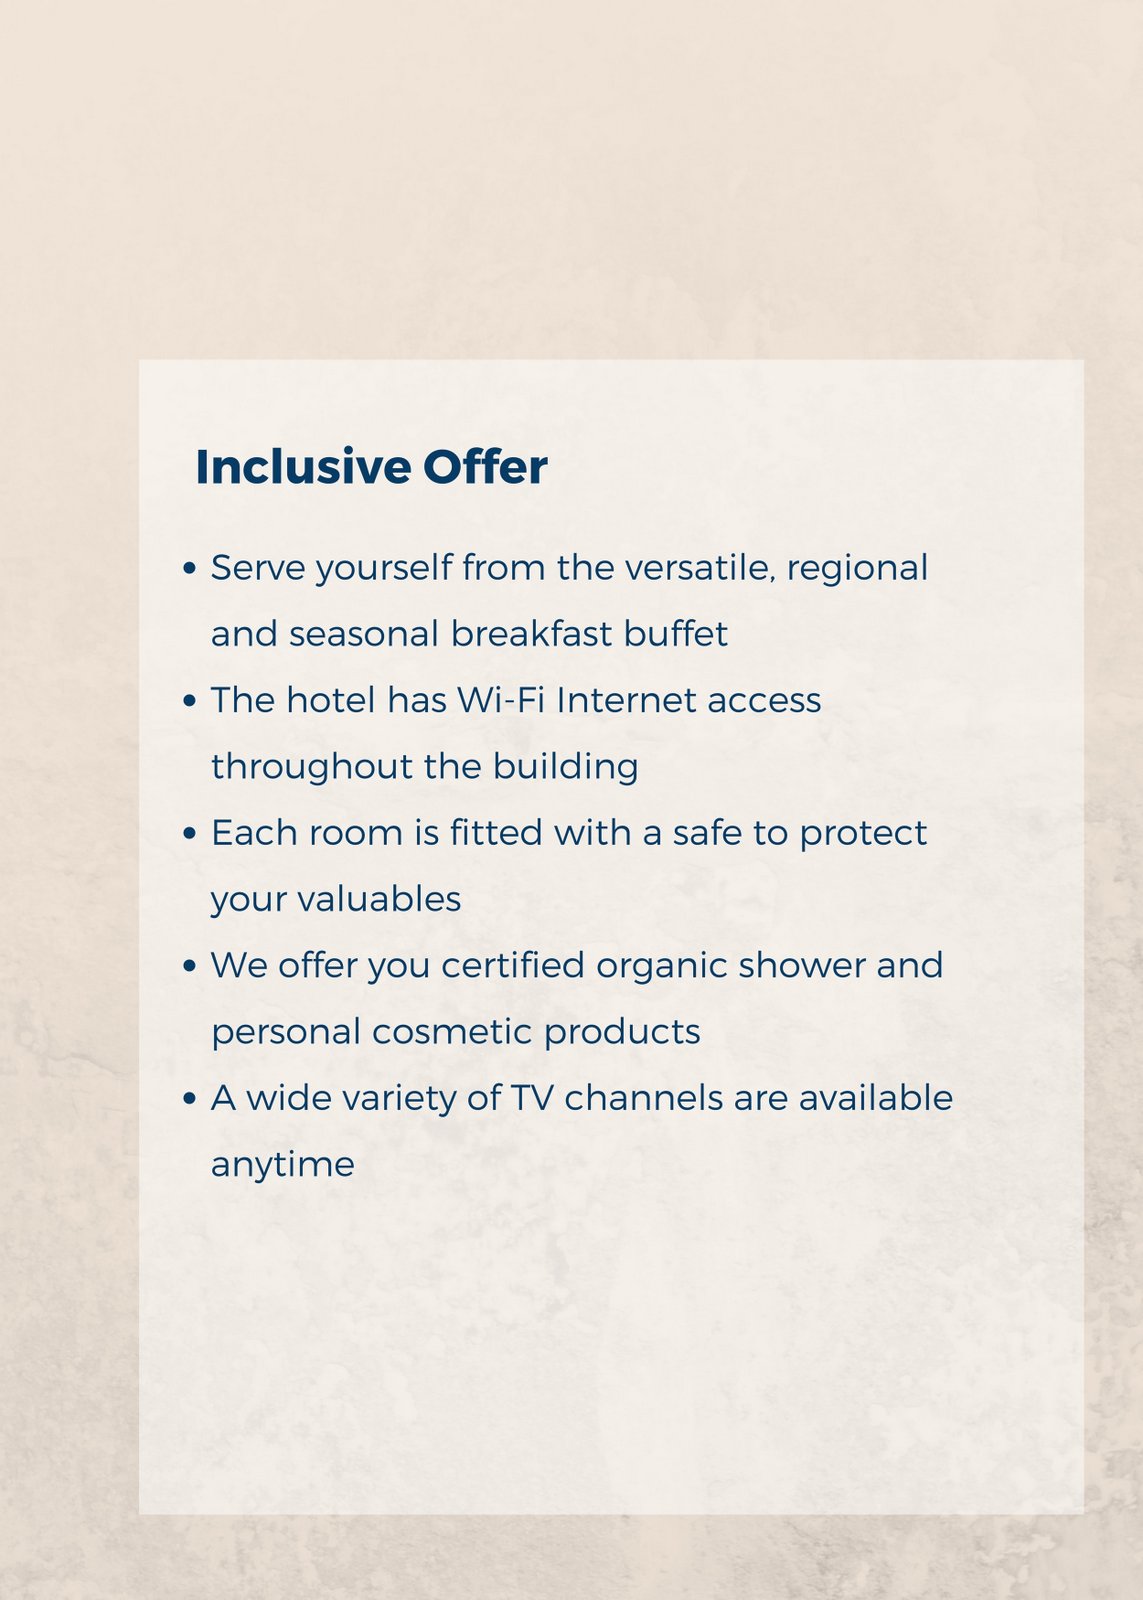 Inclusive Offer
• Serve yourself from the versatile, regional
and seasonal breakfast buffet
• The hotel has Wi-Fi Internet access
throughout the building
• Each room is fitted with a safe to protect
your valuables
• We offer you certified organic shower and
personal cosmetic products
• A wide variety of TV channels are available
anytime